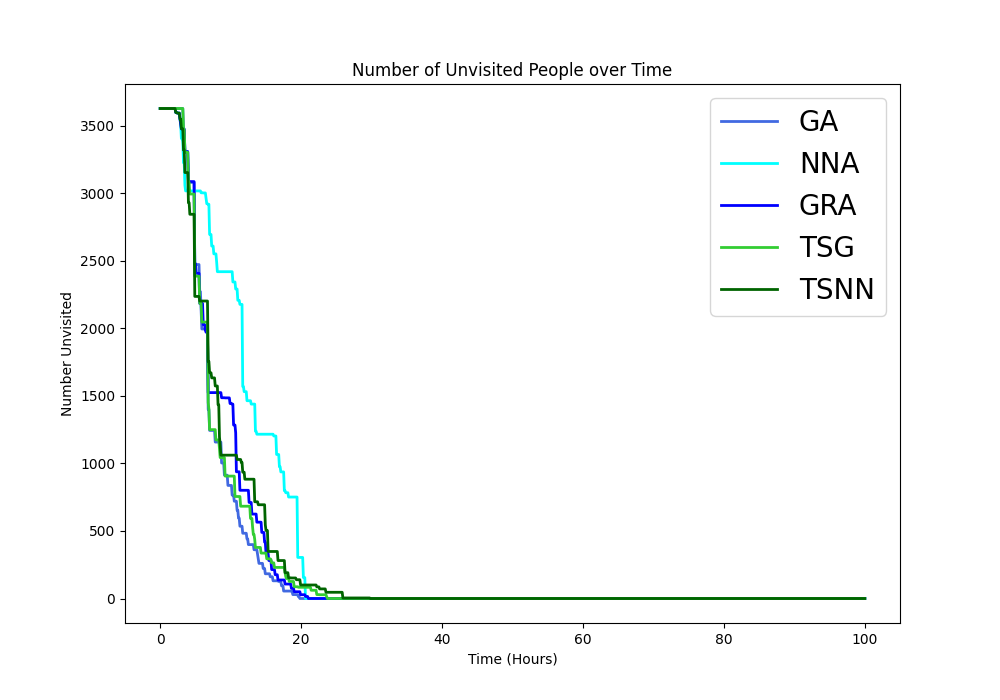 Number of Unvisited People over Time
GA
NNA
GRA
TSG
TSNN
Number Unvisited
3500
3000
2500
2000
1500
1000
500
0
0 20 40 60 80 100
Time (Hours)